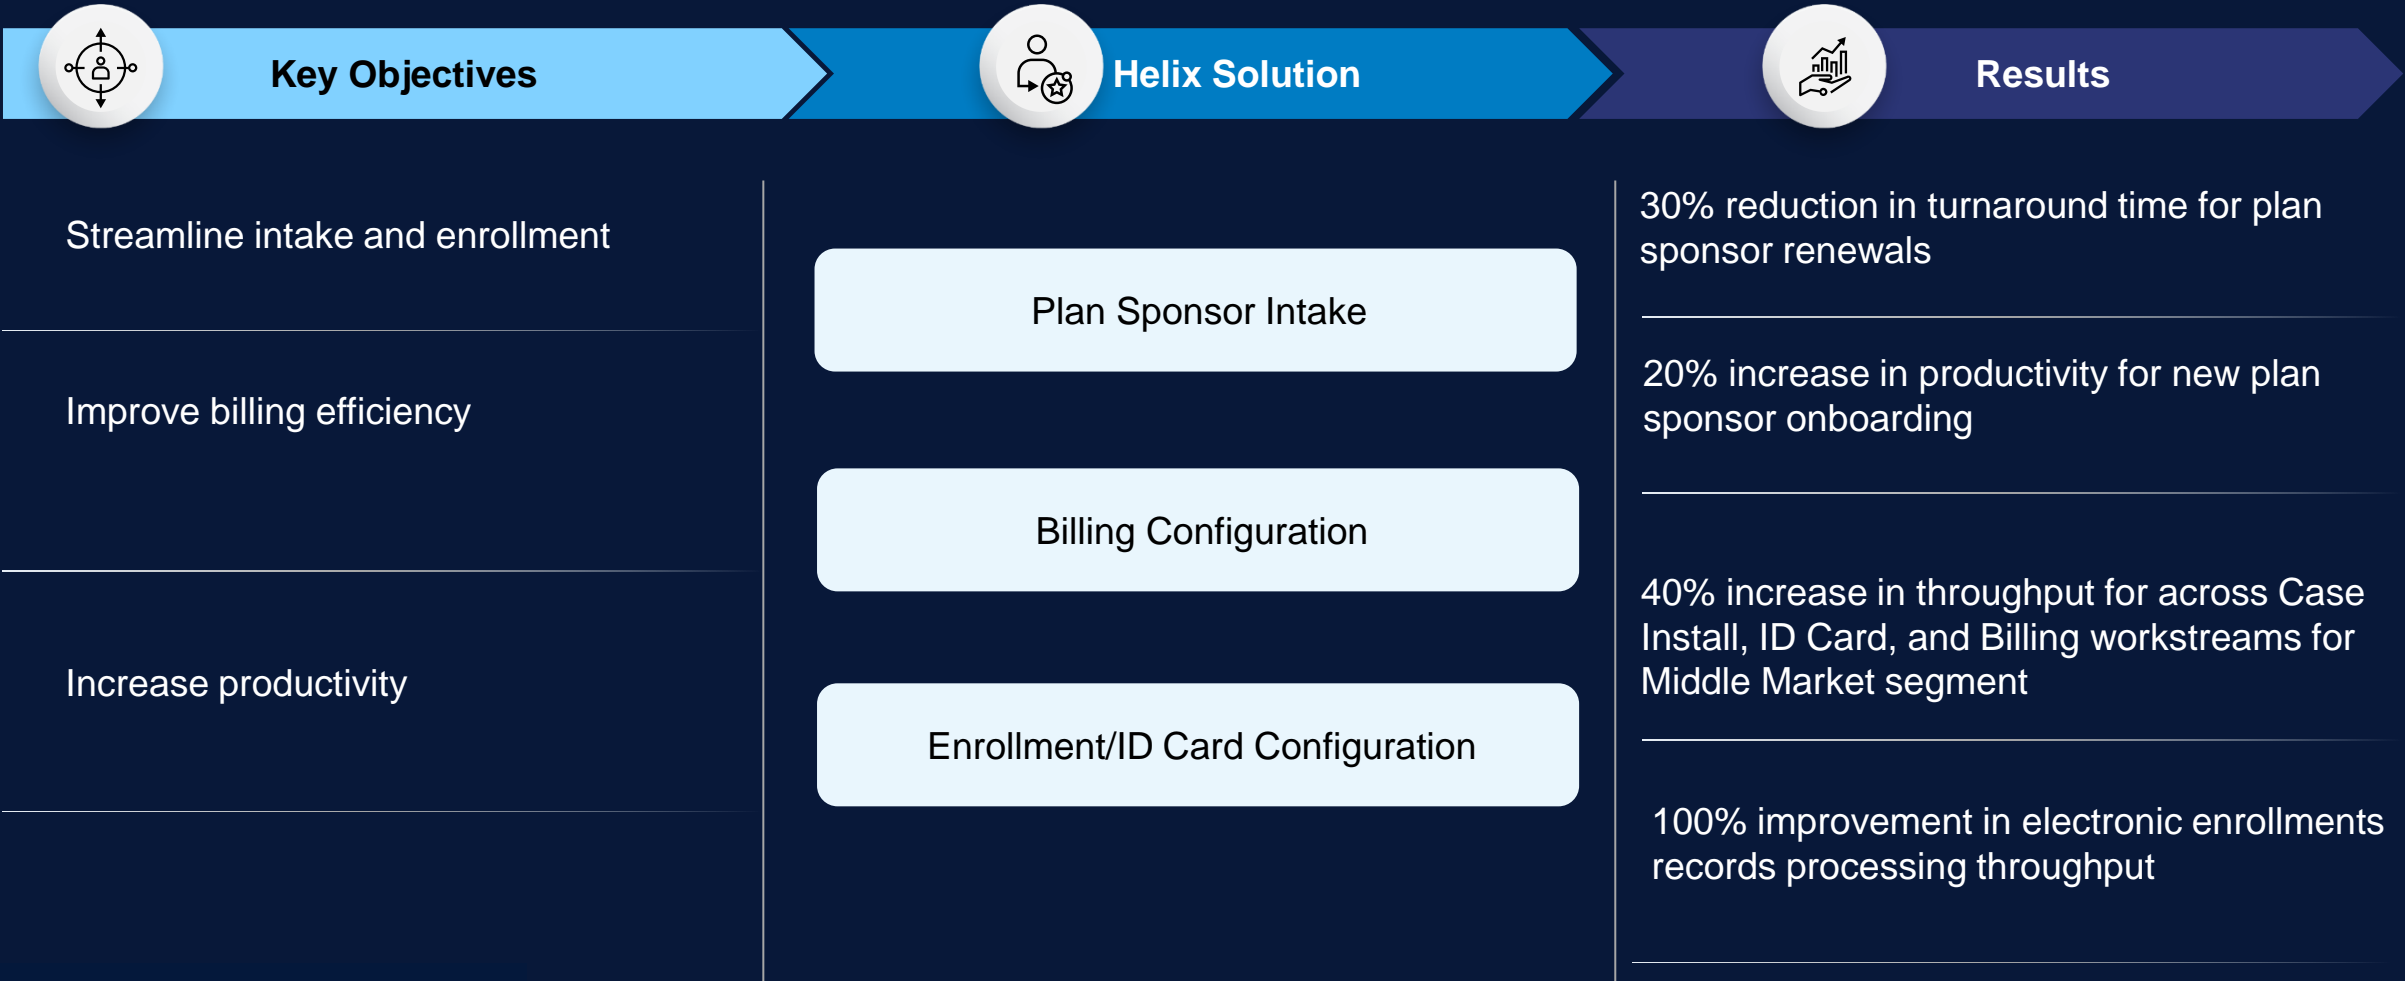 Key Objectives
Helix Solution
Results
Streamline intake and enrollment
Improve billing efficiency
Increase productivity
Plan Sponsor Intake
Billing Configuration
Enrollment/ID Card Configuration
30% reduction in turnaround time for plan
sponsor renewals
20% increase in productivity for new plan
sponsor onboarding
40% increase in throughput for across Case
Install, ID Card, and Billing workstreams for
Middle Market segment
100% improvement in electronic enrollments
records processing throughput